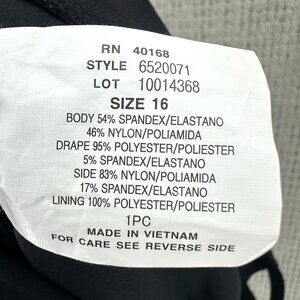 RN 40168
STYLE 6520071
LOT 10014368
SIZE 16
BODY 54% SPANDEX/ELASTANO
46% NYLON/POLIAMIDA
DRAPE 95% POLYESTER/POLIESTER
5% SPANDEX/ELASTANO
SIDE 83% NYLON/POLIAMIDA
17% SPANDEX/ELASTANO
LINING 100% POLYESTER/POLIESTER
1PC
MADE IN VIETNAM
FOR CARE SEE REVERSE SIDE